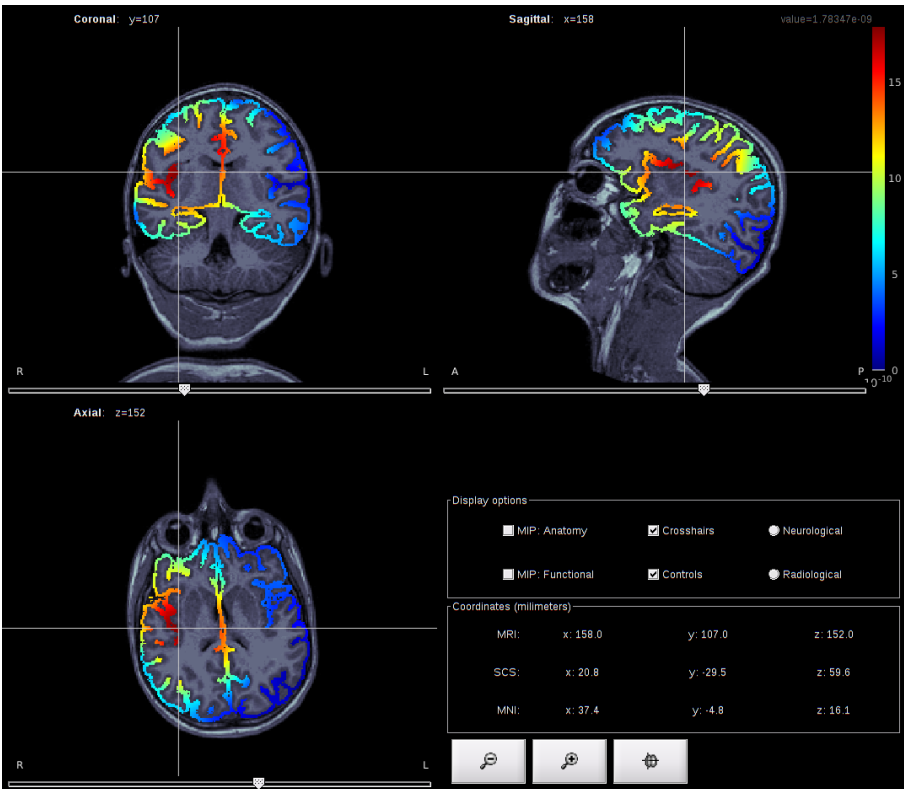 Coronal: y=107
Sagittal: x=158
value=1.78347e-09
15
10
5
0
10-10
R
L
A
P
Axial: z=152
R
L
Display options
MIP: Anatomy
Crosshairs
Neurological
MIP: Functional
Controls
Radiological
Coordinates (milimeters)
MRI: x: 158.0 y: 107.0 z: 152.0
SCS: x: 20.8 y: -29.5 z: 59.6
MNI: x: 37.4 y: -4.8 z: 16.1